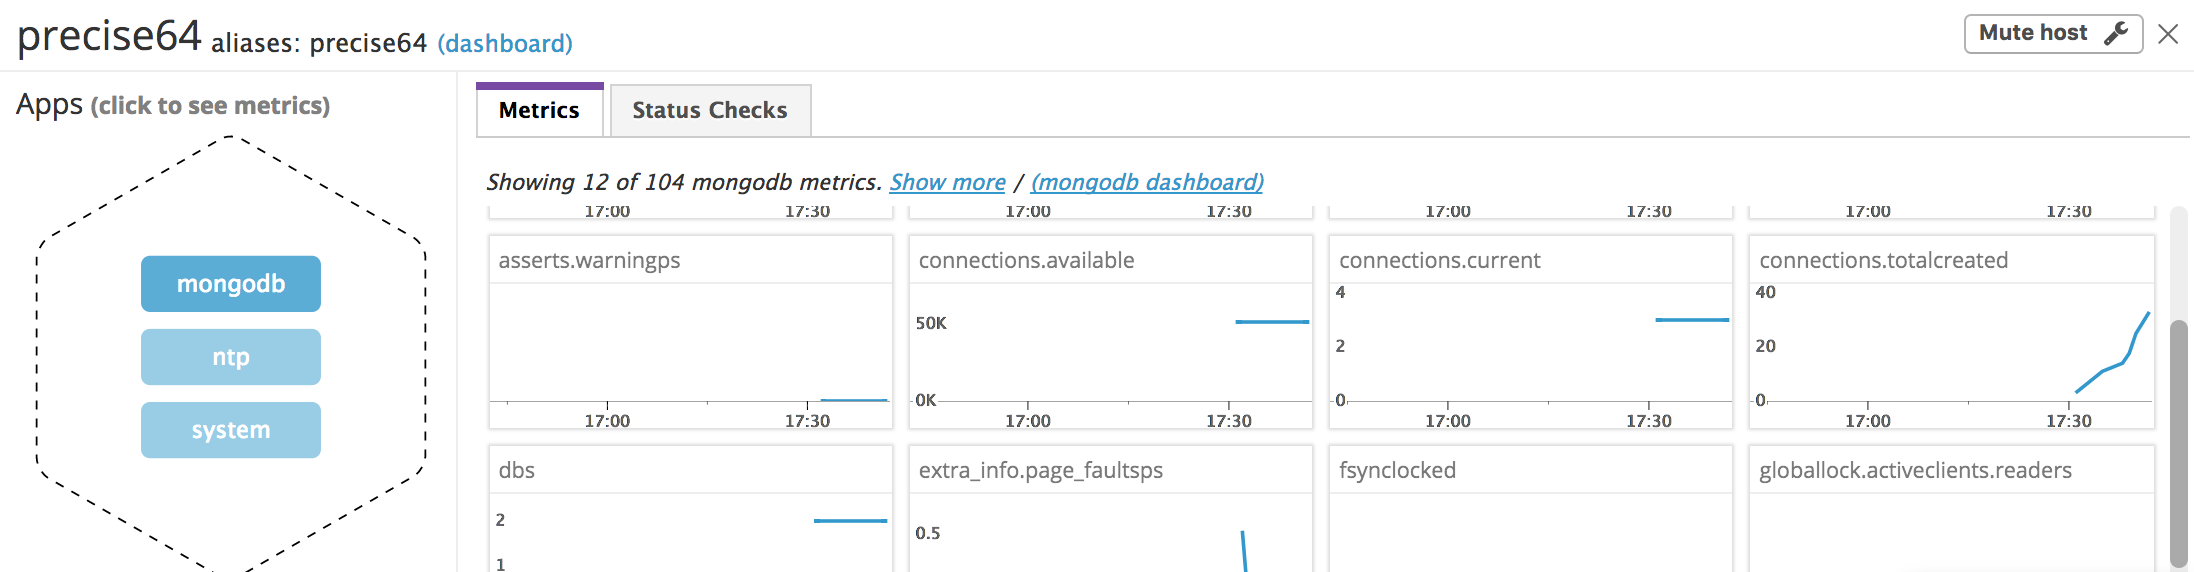 precise64 aliases: precise64 (dashboard)
Mute host
Apps (click to see metrics)
mongodb
ntp
system
Metrics
Status Checks
Showing 12 of 104 mongodb metrics. Show more / (mongodb dashboard)
17:00 17:30 17:00 17:30 17:00 17:30 17:00 17:30
asserts.warningps
17:00 17:30
connections.available
50K
0K
17:00 17:30
connections.current
4
2
0
17:00 17:30
connections.totalcreated
40
20
0
17:00 17:30
dbs
2
1
extra_info.page_faultsps
0.5
fsynclocked
globallock.activeclients.readers